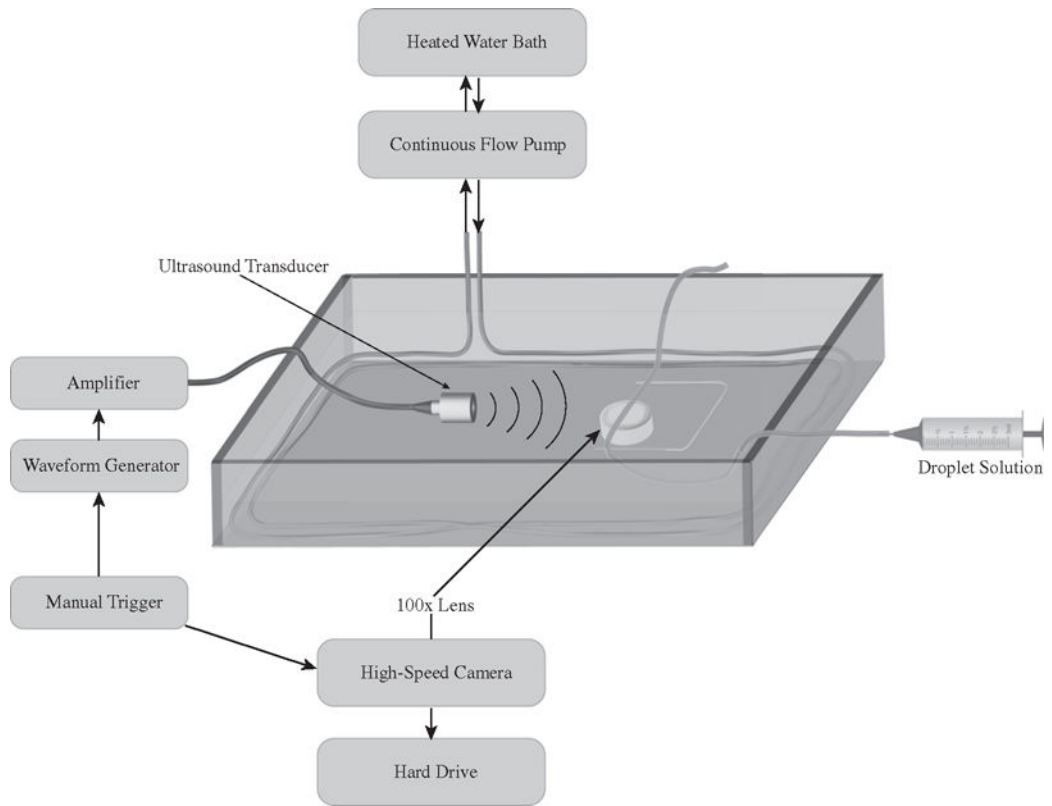 Heated Water Bath
Continuous Flow Pump
Ultrasound Transducer
Amplifier
Waveform Generator
Droplet Solution
Manual Trigger
100x Lens
High-Speed Camera
Hard Drive